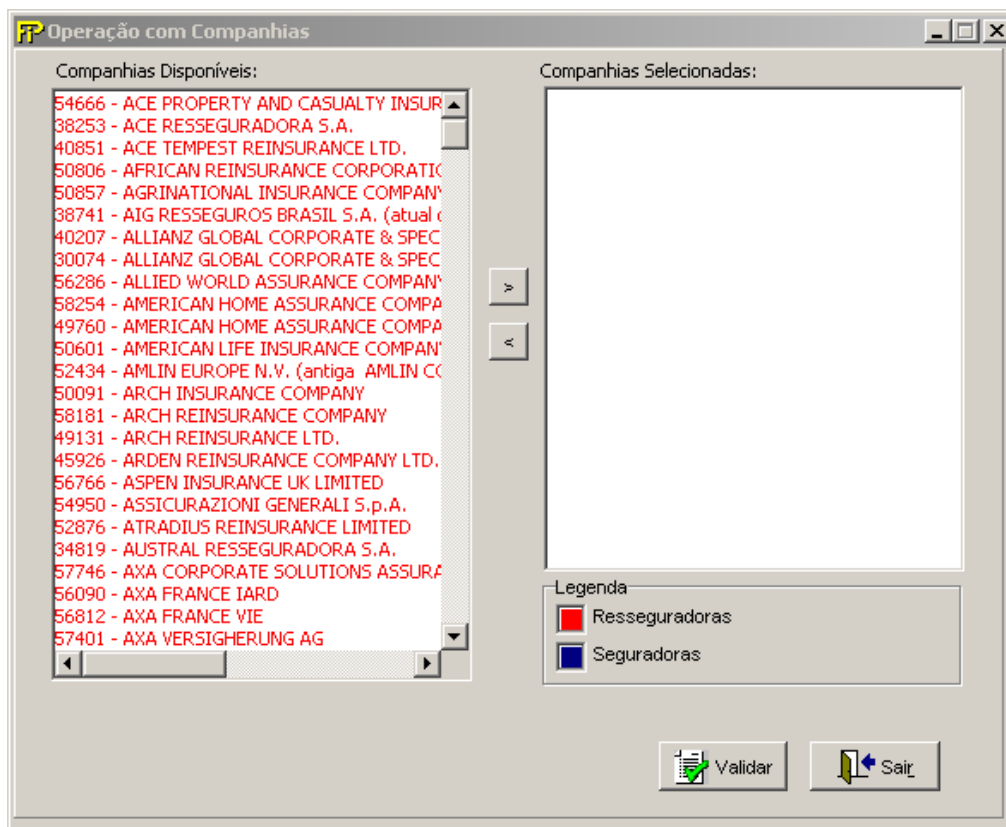 FIP Operação com Companhias
Companhias Disponíveis:
54666 - ACE PROPERTY AND CASUALTY INSUR
38253 - ACE RESSEGURADORA S.A.
40851 - ACE TEMPEST REINSURANCE LTD.
50806 - AFRICAN REINSURANCE CORPORATIO
50857 - AGRINATIONAL INSURANCE COMPANY
38741 - AIG RESSEGUROS BRASIL S.A. (atual d
40207 - ALLIANZ GLOBAL CORPORATE & SPEC
30074 - ALLIANZ GLOBAL CORPORATE & SPEC
56286 - ALLIED WORLD ASSURANCE COMPANY
58254 - AMERICAN HOME ASSURANCE COMPA
49760 - AMERICAN HOME ASSURANCE COMPA
50601 - AMERICAN LIFE INSURANCE COMPANY
52434 - AMLIN EUROPE N.V. (antiga  AMLIN CO
50091 - ARCH INSURANCE COMPANY
58181 - ARCH REINSURANCE COMPANY
49131 - ARCH REINSURANCE LTD.
45926 - ARDEN REINSURANCE COMPANY LTD.
56766 - ASPEN INSURANCE UK LIMITED
54950 - ASSICURAZIONI GENERALI S.p.A.
52876 - ATRADIUS REINSURANCE LIMITED
34819 - AUSTRAL RESSEGURADORA S.A.
57746 - AXA CORPORATE SOLUTIONS ASSURA
56090 - AXA FRANCE IARD
56812 - AXA FRANCE VIE
57401 - AXA VERSIGHERUNG AG
>
<
Companhias Selecionadas:
Legenda
Resseguradoras
Seguradoras
Validar
Sair